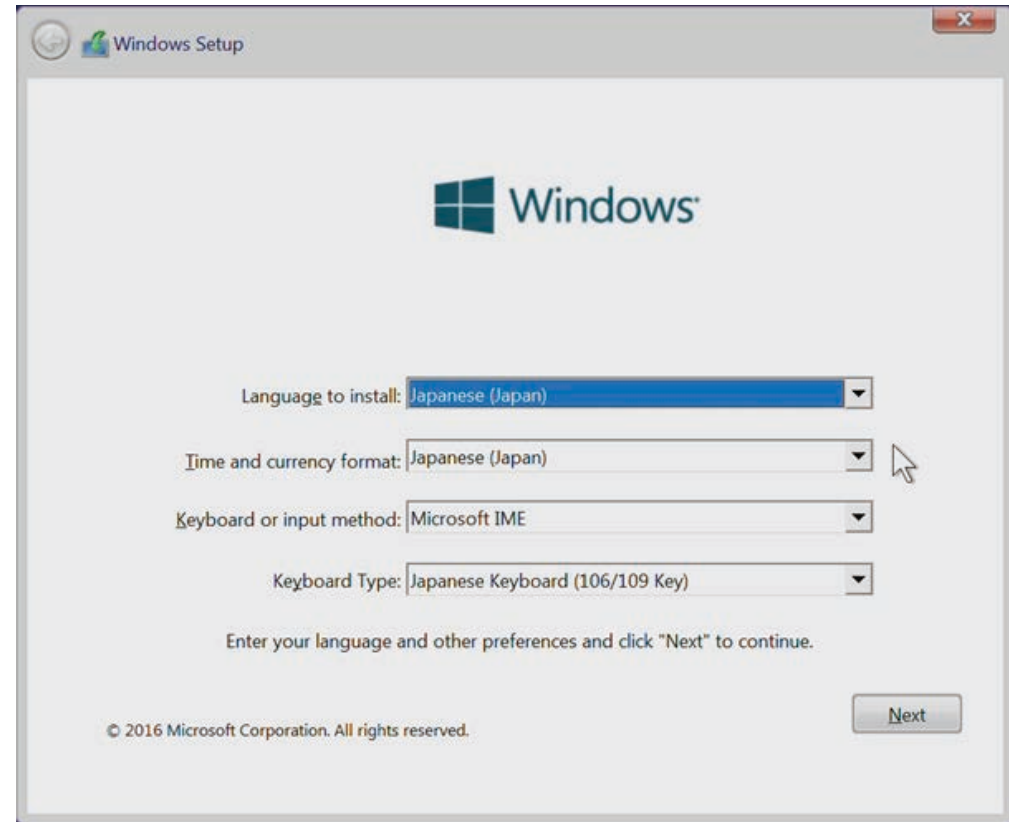 Windows Setup
Windows
Language to install: Japanese (Japan)
Time and currency format: Japanese (Japan)
Keyboard or input method: Microsoft IME
Keyboard Type: Japanese Keyboard (106/109 Key)
Enter your language and other preferences and click "Next" to continue.
Next
© 2016 Microsoft Corporation. All rights reserved.